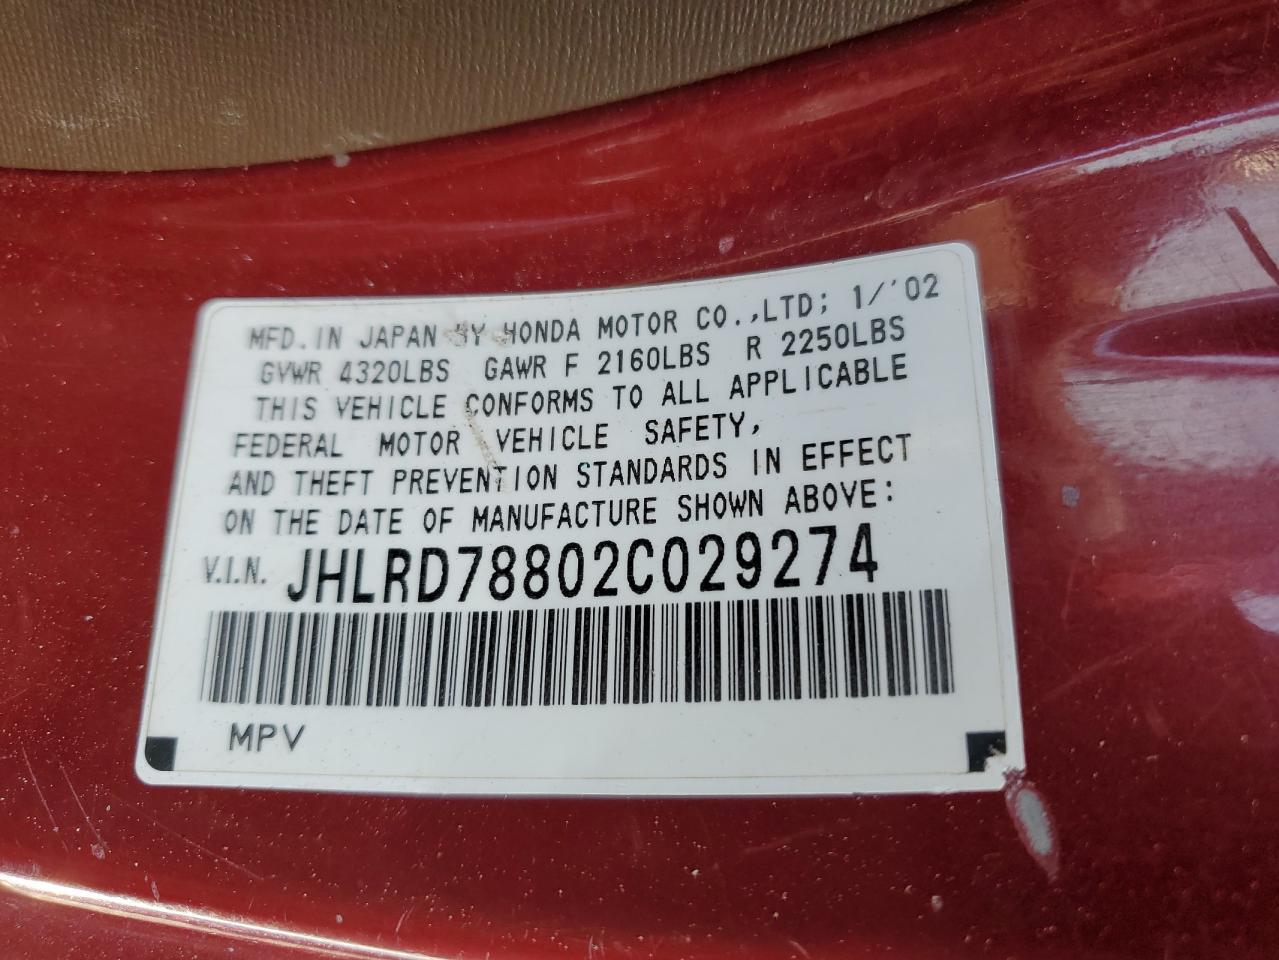 MFD. IN JAPAN BY HONDA MOTOR CO.,LTD; 1/'02
GVWR 4320LBS GAWR F 2160LBS R 2250LBS
THIS VEHICLE CONFORMS TO ALL APPLICABLE
FEDERAL MOTOR VEHICLE SAFETY,
AND THEFT PREVENTION STANDARDS IN EFFECT
ON THE DATE OF MANUFACTURE SHOWN ABOVE:
V.I.N. JHLRD78802C029274
MPV